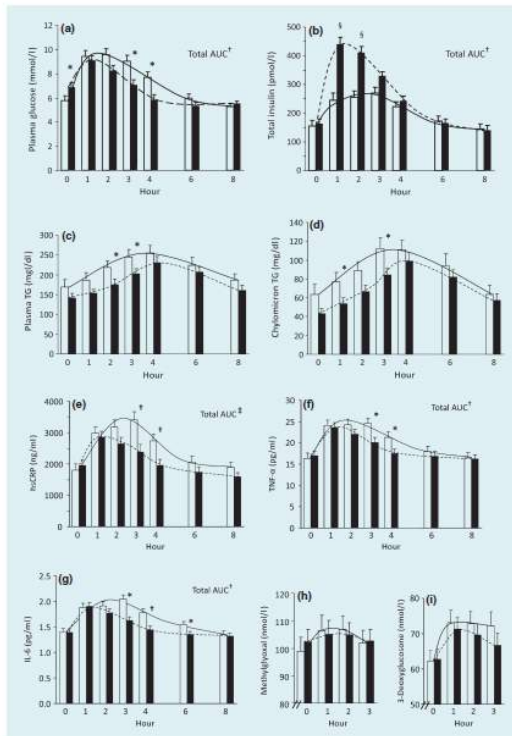 (a)
Total AUC†
Plasma glucose (mmol/l)
12
10
8
6
4
2
0
* * *
0 1 2 3 4 6 8
Hour
(b)
Total AUC†
Total insulin (pmol/l)
500
400
300
200
100
0
§ §
0 1 2 3 4 6 8
Hour
(c)
Plasma TG (mgl/dl)
350
300
250
200
150
100
50
0
* *
0 1 2 3 4 6 8
Hour
(d)
Chylomicron TG (mg/dl)
140
120
100
80
60
40
20
0
* *
0 1 2 3 4 6 8
Hour
(e)
Total AUC‡
hsCRP (ng/ml)
4000
3000
2000
1000
0
† †
0 1 2 3 4 6 8
Hour
(f)
Total AUC†
TNF-α (pg/ml)
30
25
20
15
10
5
0
* *
0 1 2 3 4 6 8
Hour
(g)
Total AUC†
IL-6 (pg/ml)
2.5
2.0
1.5
1.0
0.5
0.0
* † *
0 1 2 3 4 6 8
Hour
(h)
Methylglyoxal (nmol/l)
120
110
100
90
80
0 1 2 3
Hour
(i)
3-Deoxyglucosone (nmol/l)
80
70
60
50
0 1 2 3
Hour